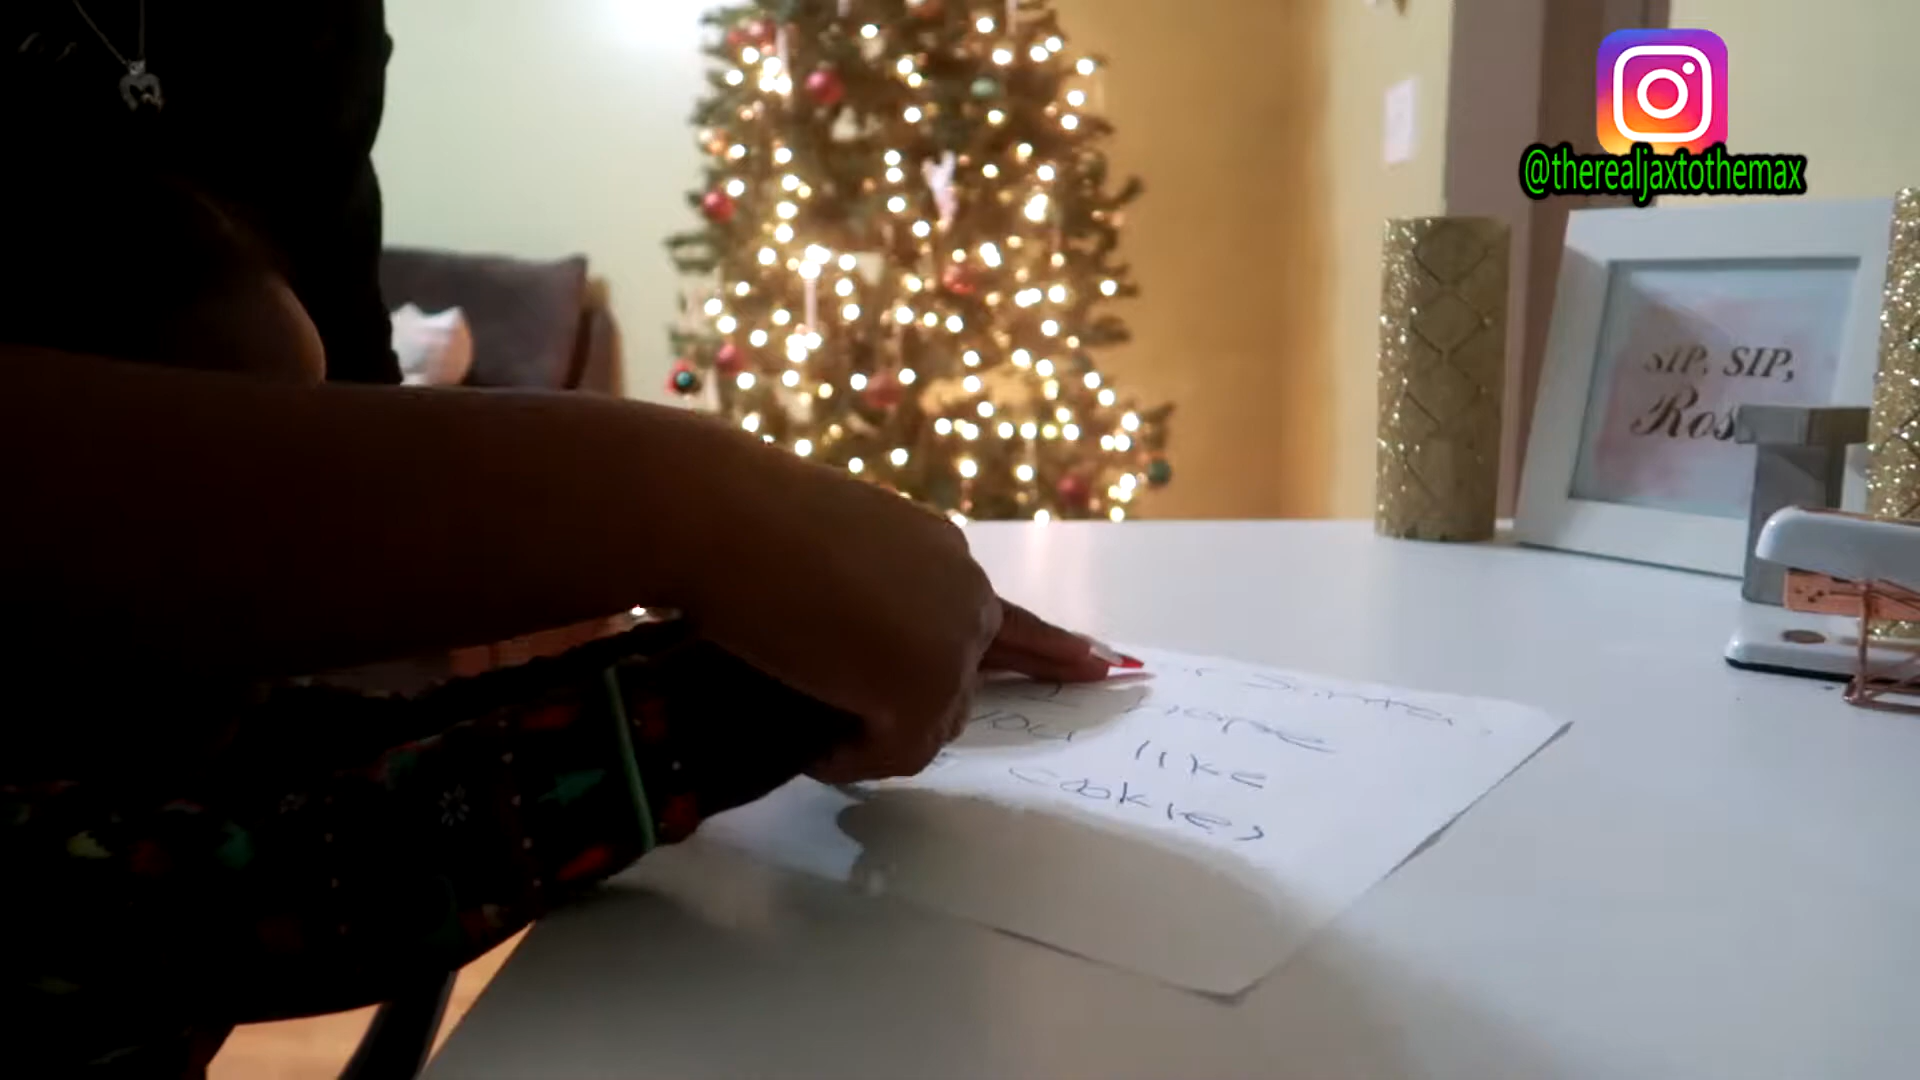 @therealjaxtothemax
SIP, SIP,
Santa,
I hope
you like
cookies